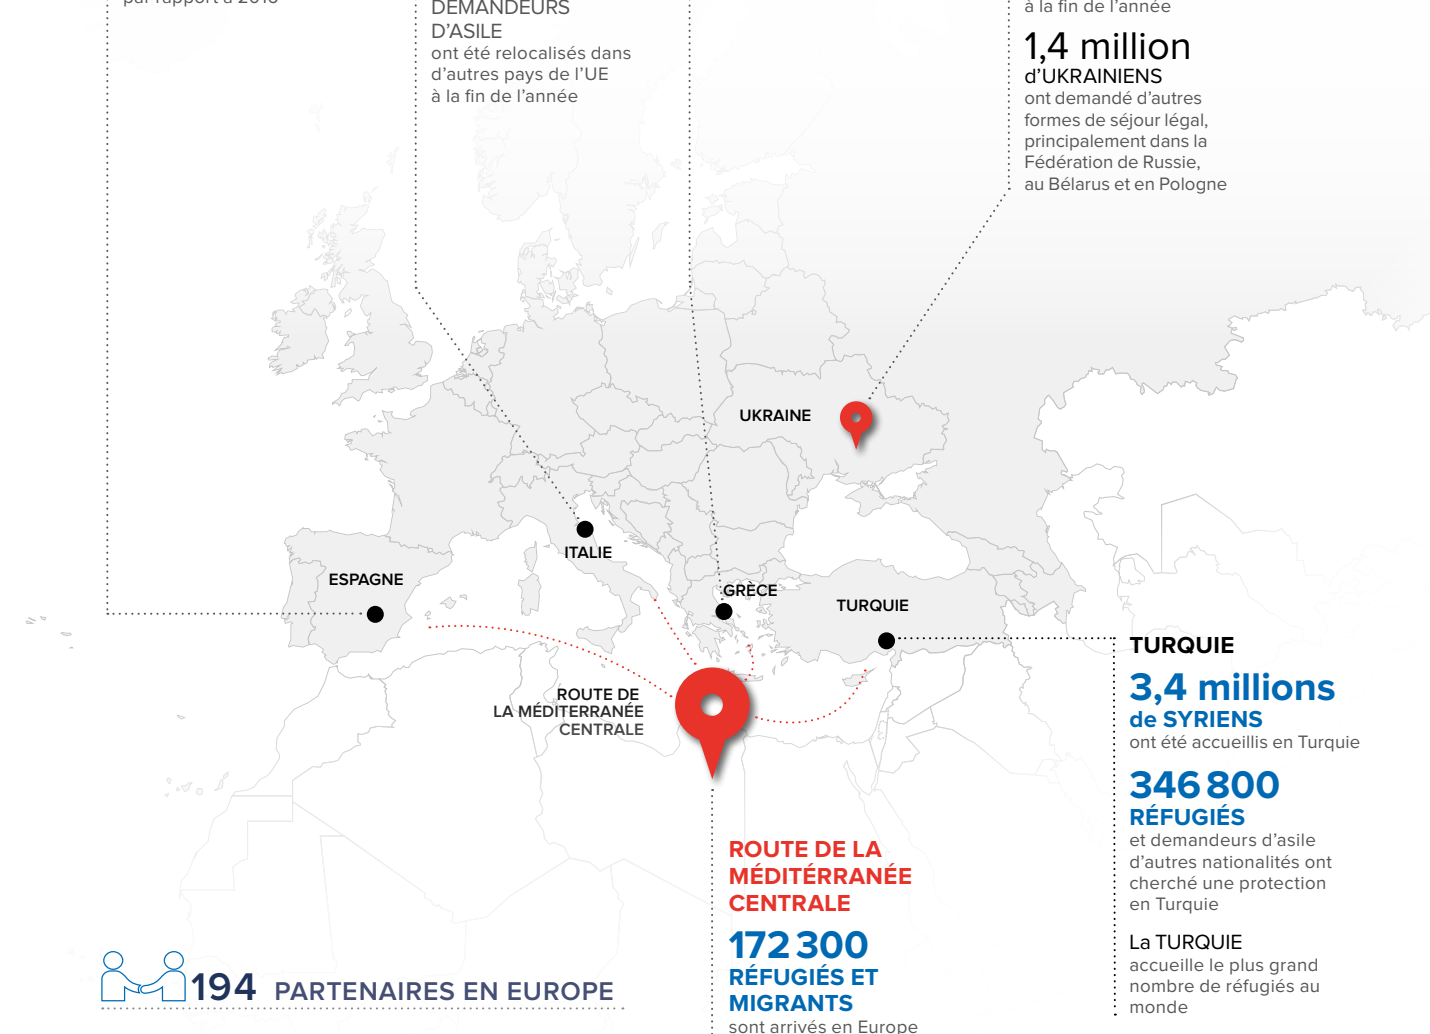 par rapport à 2016
DEMANDEURS
D'ASILE
ont été relocalisés dans
d'autres pays de l'UE
à la fin de l'année
à la fin de l'année
1,4 million
d'UKRAINIENS
ont demandé d'autres
formes de séjour légal,
principalement dans la
Fédération de Russie,
au Bélarus et en Pologne
UKRAINE
ITALIE
ESPAGNE
GRÈCE
TURQUIE
ROUTE DE
LA MÉDITERRANÉE
CENTRALE
TURQUIE
3,4 millions
de SYRIENS
ont été accueillis en Turquie
346 800
RÉFUGIÉS
et demandeurs d'asile
d'autres nationalités ont
cherché une protection
en Turquie
La TURQUIE
accueille le plus grand
nombre de réfugiés au
monde
ROUTE DE LA
MÉDITÉRRANÉE
CENTRALE
172 300
RÉFUGIÉS ET
MIGRANTS
sont arrivés en Europe
194 PARTENAIRES EN EUROPE